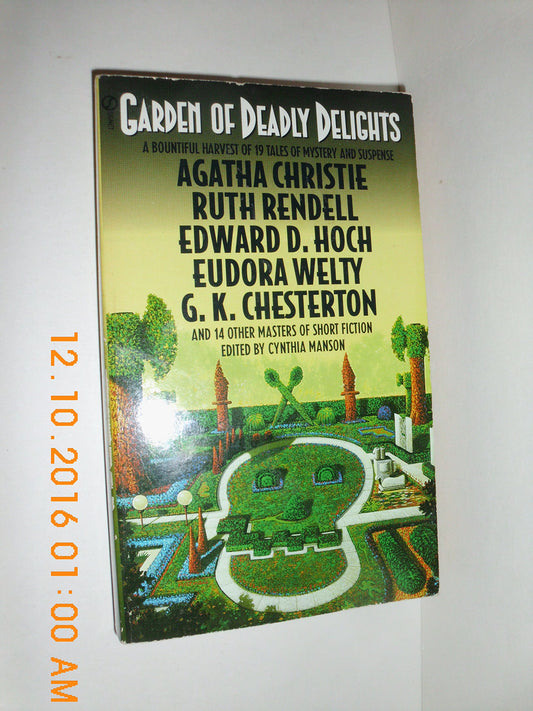 SIGNET
GARDEN OF DEADLY DELIGHTS
A BOUNTIFUL HARVEST OF 19 TALES OF MYSTERY AND SUSPENSE
AGATHA CHRISTIE
RUTH RENDELL
EDWARD D. HOCH
EUDORA WELTY
G. K. CHESTERTON
AND 14 OTHER MASTERS OF SHORT FICTION
EDITED BY CYNTHIA MANSON
12.10.2016 01:00 AM